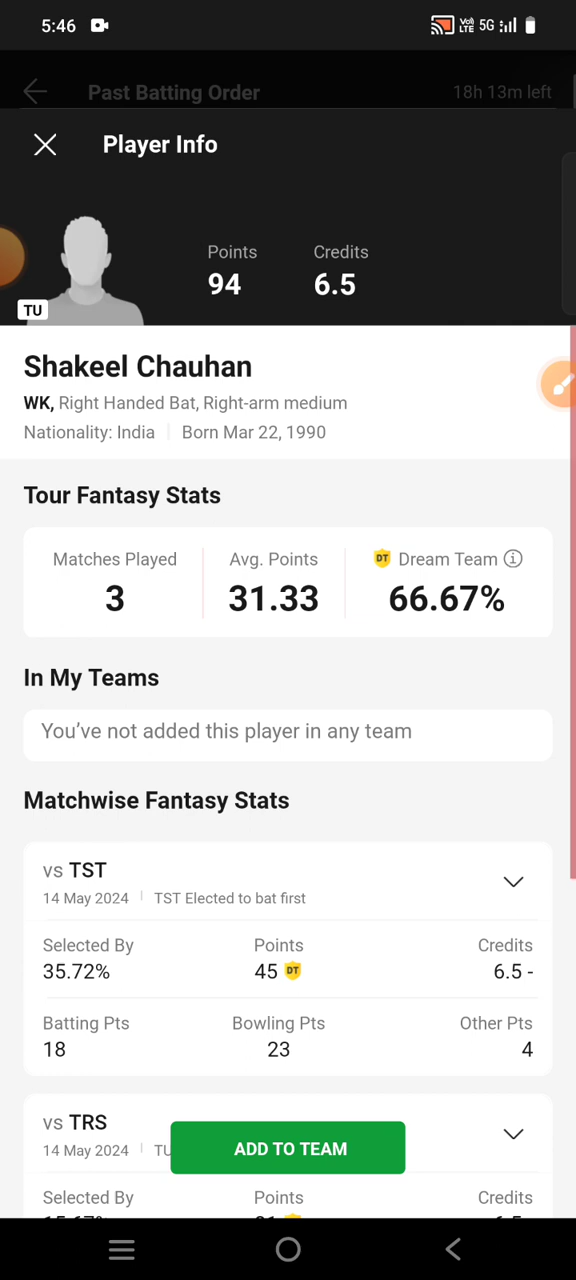 5:46 VoI) LTE 5G
Past Batting Order 18h 13m left
Player Info
Points Credits
94 6.5
TU
Shakeel Chauhan
WK, Right Handed Bat, Right-arm medium
Nationality: India Born Mar 22, 1990
Tour Fantasy Stats
Matches Played Avg. Points DT Dream Team
3 31.33 66.67%
In My Teams
You've not added this player in any team
Matchwise Fantasy Stats
vs TST
14 May 2024 TST Elected to bat first
Selected By Points Credits
35.72% 45 DT 6.5 -
Batting Pts Bowling Pts Other Pts
18 23 4
vs TRS
14 May 2024 TU
ADD TO TEAM
Selected By Points Credits